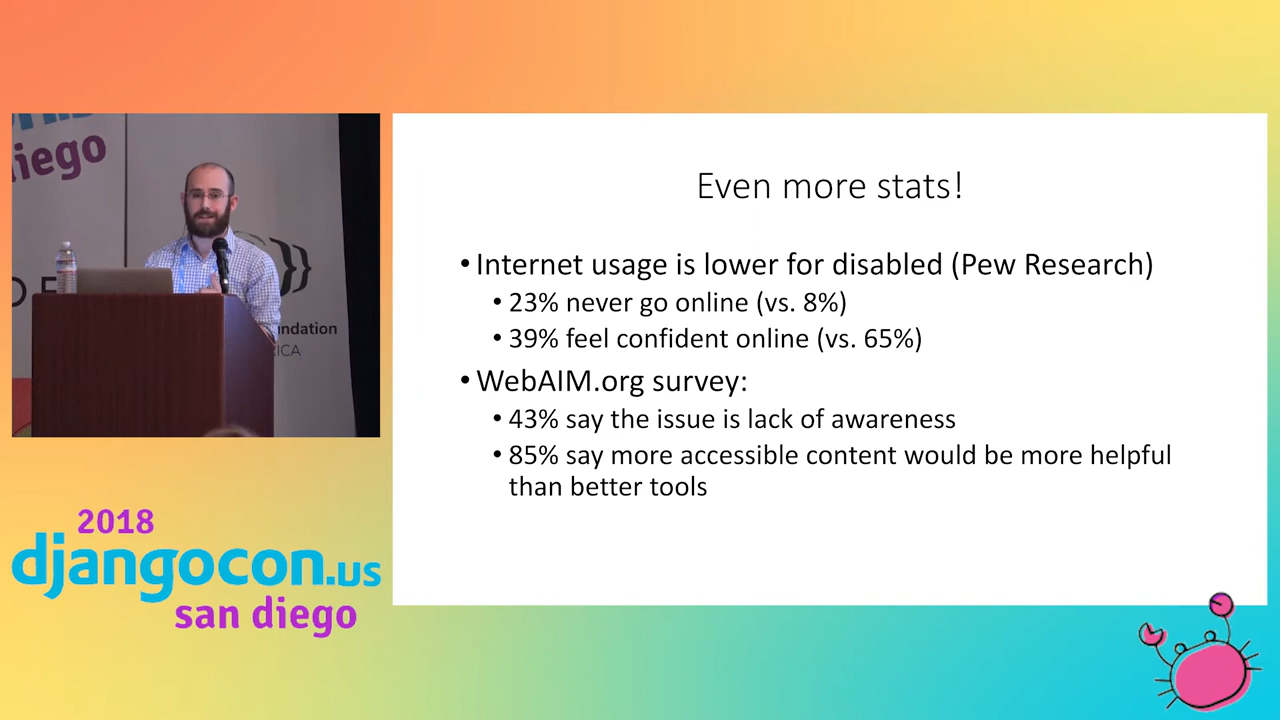 diego
ndation
ICA
2018
djangocon.us
san diego
Even more stats!
• Internet usage is lower for disabled (Pew Research)
• 23% never go online (vs. 8%)
• 39% feel confident online (vs. 65%)
• WebAIM.org survey:
• 43% say the issue is lack of awareness
• 85% say more accessible content would be more helpful
than better tools